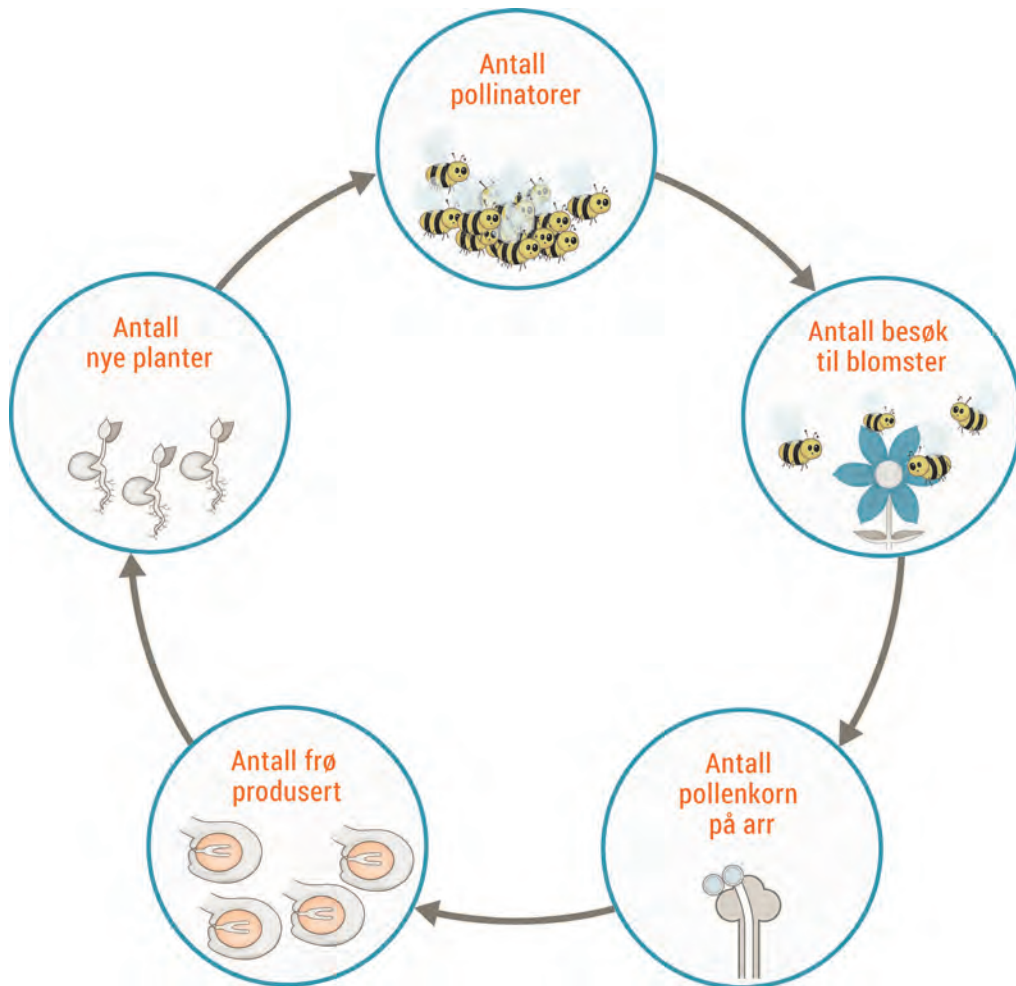 Antall
pollinatorer
Antall besøk
til blomster
Antall
pollenkorn
på arr
Antall frø
produsert
Antall
nye planter